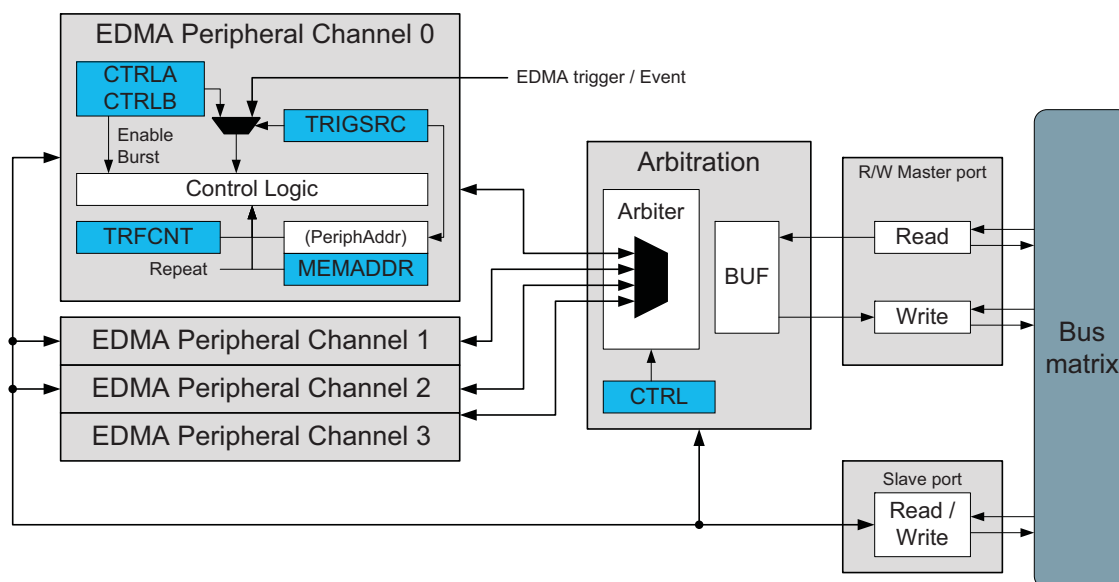 EDMA Peripheral Channel 0
CTRLA
CTRLB
EDMA trigger / Event
TRIGSRC
Enable
Burst
Control Logic
TRFCNT
(PeriphAddr)
Repeat
MEMADDR
EDMA Peripheral Channel 1
EDMA Peripheral Channel 2
EDMA Peripheral Channel 3
Arbitration
Arbiter
BUF
CTRL
R/W Master port
Read
Write
Slave port
Read /
Write
Bus
matrix